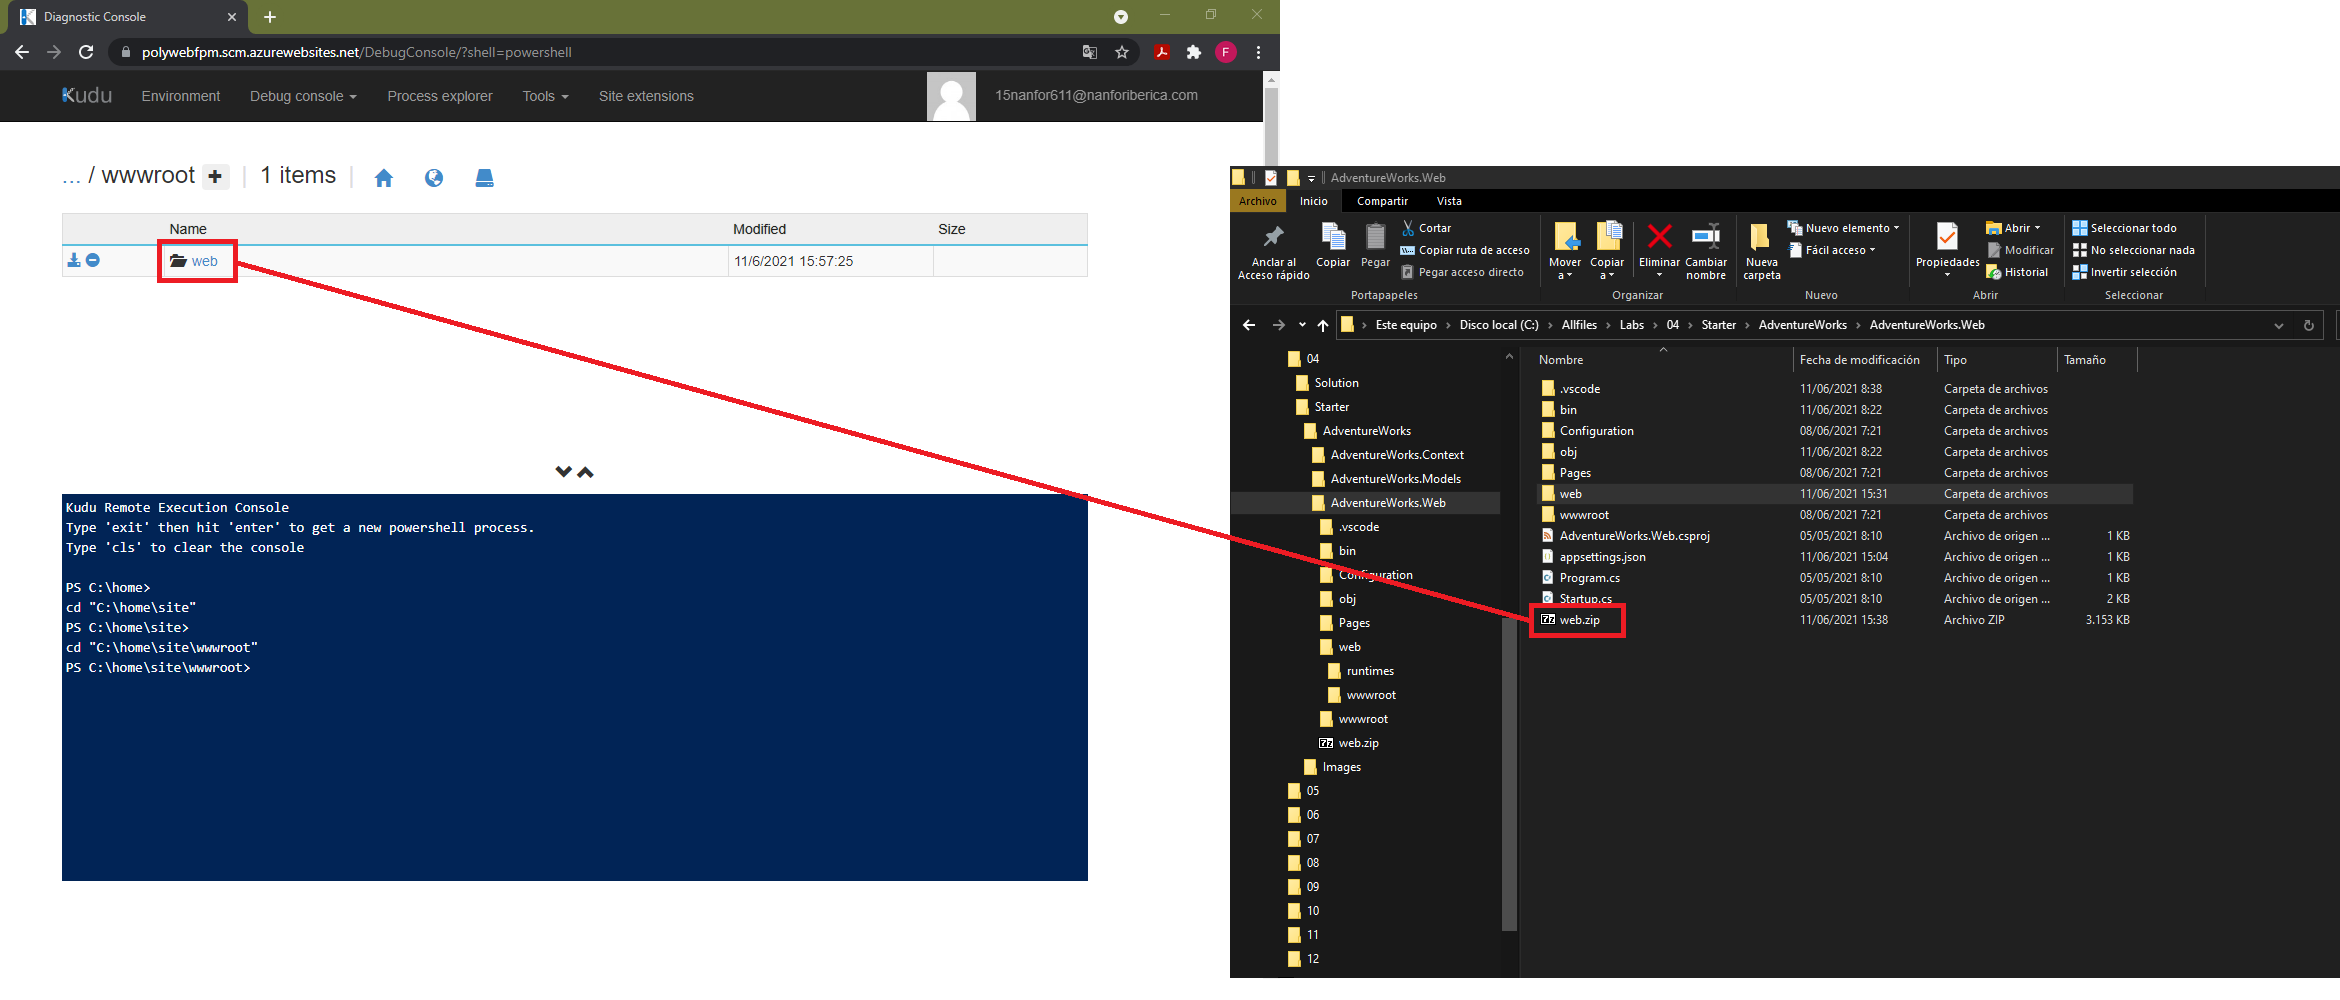 Diagnostic Console
polywebfpm.scm.azurewebsites.net/DebugConsole/?shell=powershell
F
Kudu Environment Debug console Process explorer Tools Site extensions 15nanfor611@nanforiberica.com
... / wwwroot + | 1 items |
Name Modified Size
web 11/6/2021 15:57:25
Kudu Remote Execution Console
Type 'exit' then hit 'enter' to get a new powershell process.
Type 'cls' to clear the console
PS C:\home>
cd "C:\home\site"
PS C:\home\site>
cd "C:\home\site\wwwroot"
PS C:\home\site\wwwroot>
AdventureWorks.Web
Archivo Inicio Compartir Vista
Anclar al
Acceso rápido
Copiar
Pegar
Cortar
Copiar ruta de acceso
Pegar acceso directo
Portapapeles
Mover
a
Copiar
a
Eliminar
Cambiar
nombre
Organizar
Nueva
carpeta
Nuevo elemento
Fácil acceso
Nuevo
Propiedades
Abrir
Modificar
Historial
Abrir
Seleccionar todo
No seleccionar nada
Invertir selección
Seleccionar
Este equipo > Disco local (C:) > Allfiles > Labs > 04 > Starter > AdventureWorks > AdventureWorks.Web
04
Solution
Starter
AdventureWorks
AdventureWorks.Context
AdventureWorks.Models
AdventureWorks.Web
.vscode
bin
Configuration
obj
Pages
web
runtimes
wwwroot
wwwroot
web.zip
Images
05
06
07
08
09
10
11
12
Nombre Fecha de modificación Tipo Tamaño
.vscode 11/06/2021 8:38 Carpeta de archivos
bin 11/06/2021 8:22 Carpeta de archivos
Configuration 08/06/2021 7:21 Carpeta de archivos
obj 11/06/2021 8:22 Carpeta de archivos
Pages 08/06/2021 7:21 Carpeta de archivos
web 11/06/2021 15:31 Carpeta de archivos
wwwroot 08/06/2021 7:21 Carpeta de archivos
AdventureWorks.Web.csproj 05/05/2021 8:10 Archivo de origen ... 1 KB
appsettings.json 11/06/2021 15:04 Archivo de origen ... 1 KB
Program.cs 05/05/2021 8:10 Archivo de origen ... 1 KB
Startup.cs 05/05/2021 8:10 Archivo de origen ... 2 KB
web.zip 11/06/2021 15:38 Archivo ZIP 3.153 KB